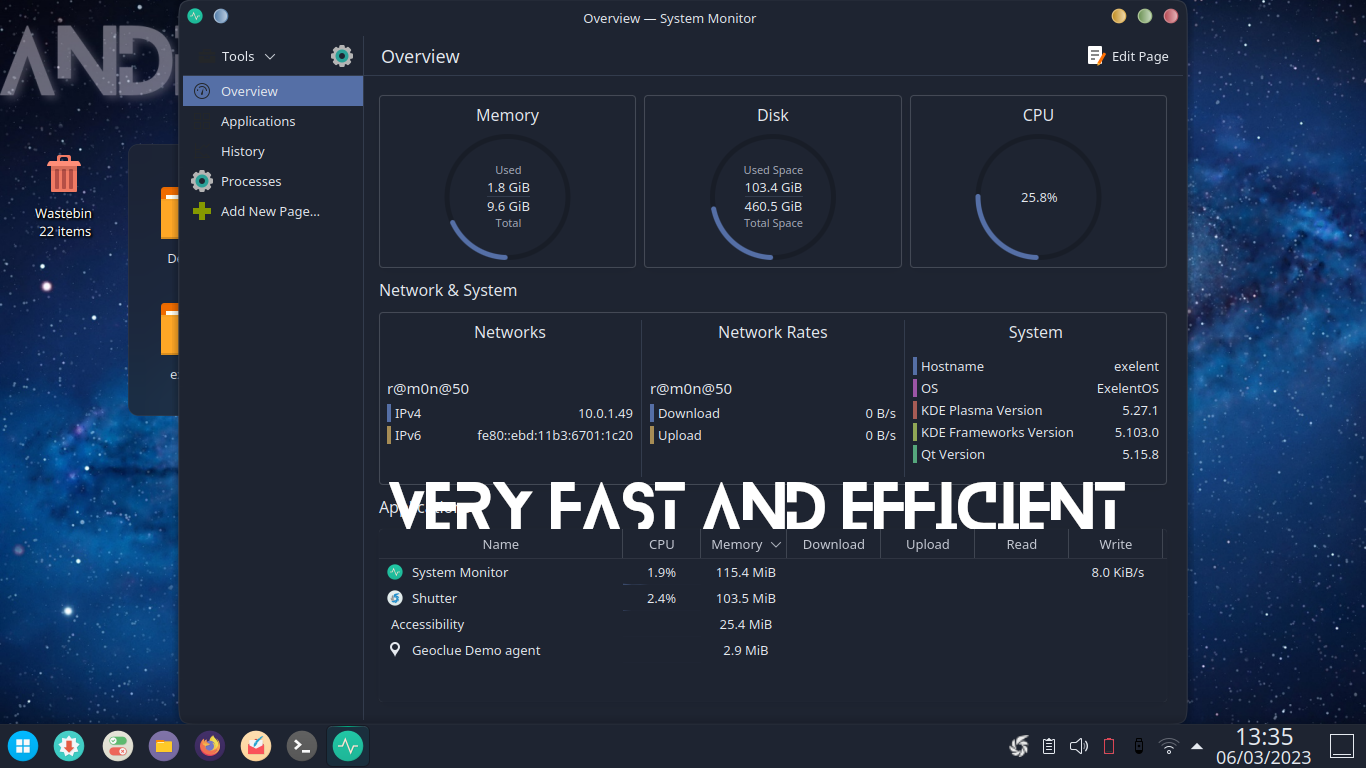 Overview — System Monitor
Tools
Overview
Edit Page
Overview
Applications
History
Processes
Add New Page...
Wastebin
22 items
Memory
Used
1.8 GiB
9.6 GiB
Total
Disk
Used Space
103.4 GiB
460.5 GiB
Total Space
CPU
25.8%
Network & System
Networks
r@m0n@50
IPv4 10.0.1.49
IPv6 fe80::ebd:11b3:6701:1c20
Network Rates
r@m0n@50
Download 0 B/s
Upload 0 B/s
System
Hostname exelent
OS ExelentOS
KDE Plasma Version 5.27.1
KDE Frameworks Version 5.103.0
Qt Version 5.15.8
VERY FAST AND EFFICIENT
Name CPU Memory Download Upload Read Write
System Monitor 1.9% 115.4 MiB 8.0 KiB/s
Shutter 2.4% 103.5 MiB
Accessibility 25.4 MiB
Geoclue Demo agent 2.9 MiB
13:35
06/03/2023